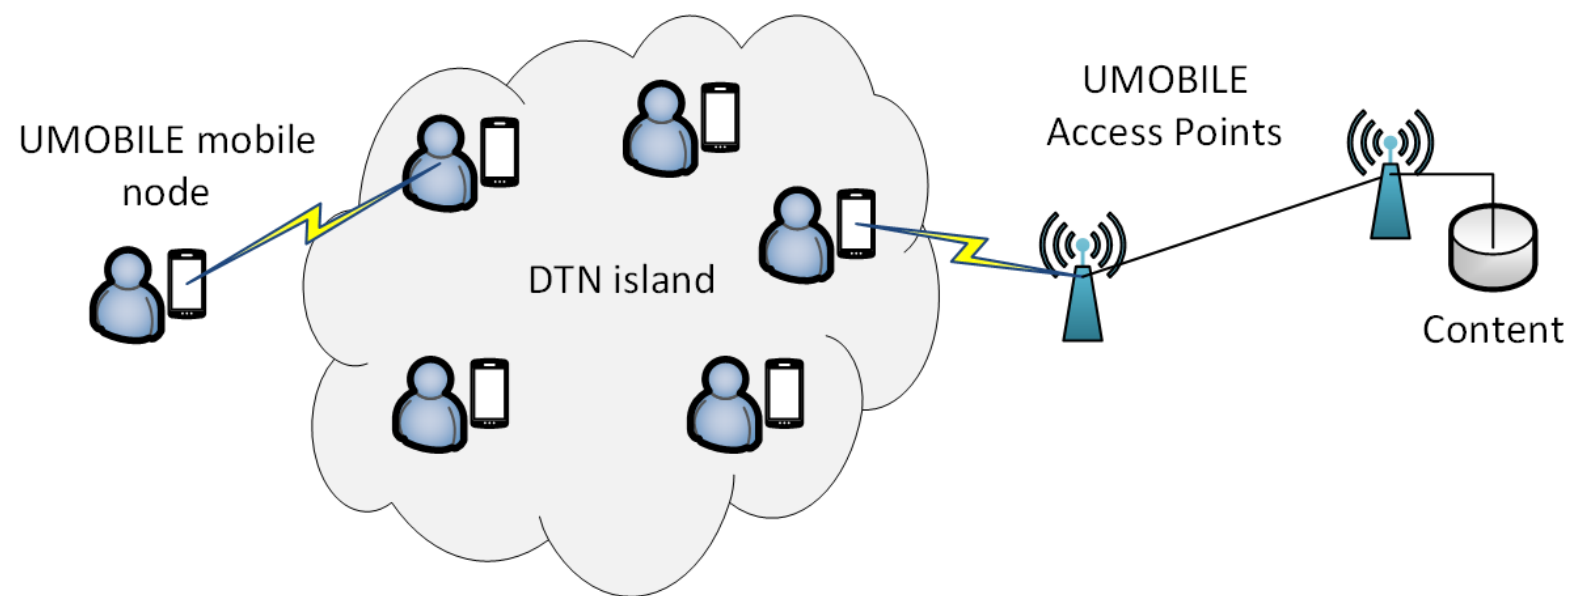 UMOBILE mobile
node
DTN island
UMOBILE
Access Points
Content